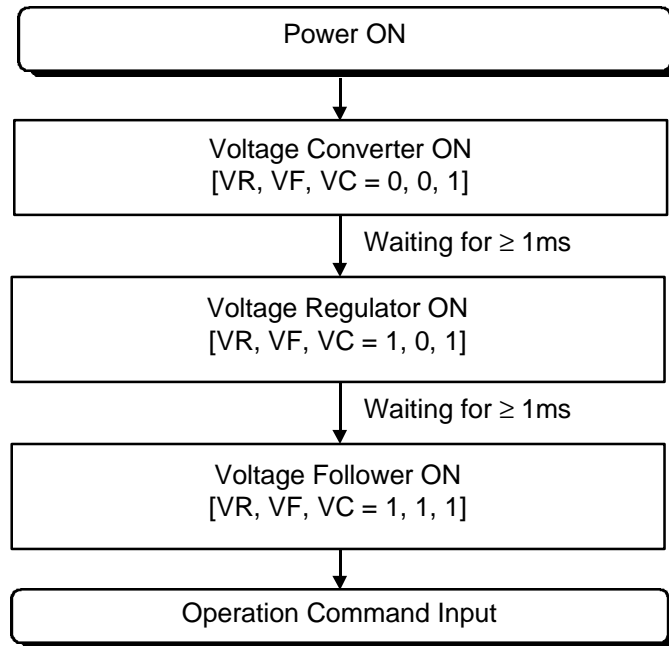 Power ON
Voltage Converter ON
[VR, VF, VC = 0, 0, 1]
Waiting for ≥ 1ms
Voltage Regulator ON
[VR, VF, VC = 1, 0, 1]
Waiting for ≥ 1ms
Voltage Follower ON
[VR, VF, VC = 1, 1, 1]
Operation Command Input